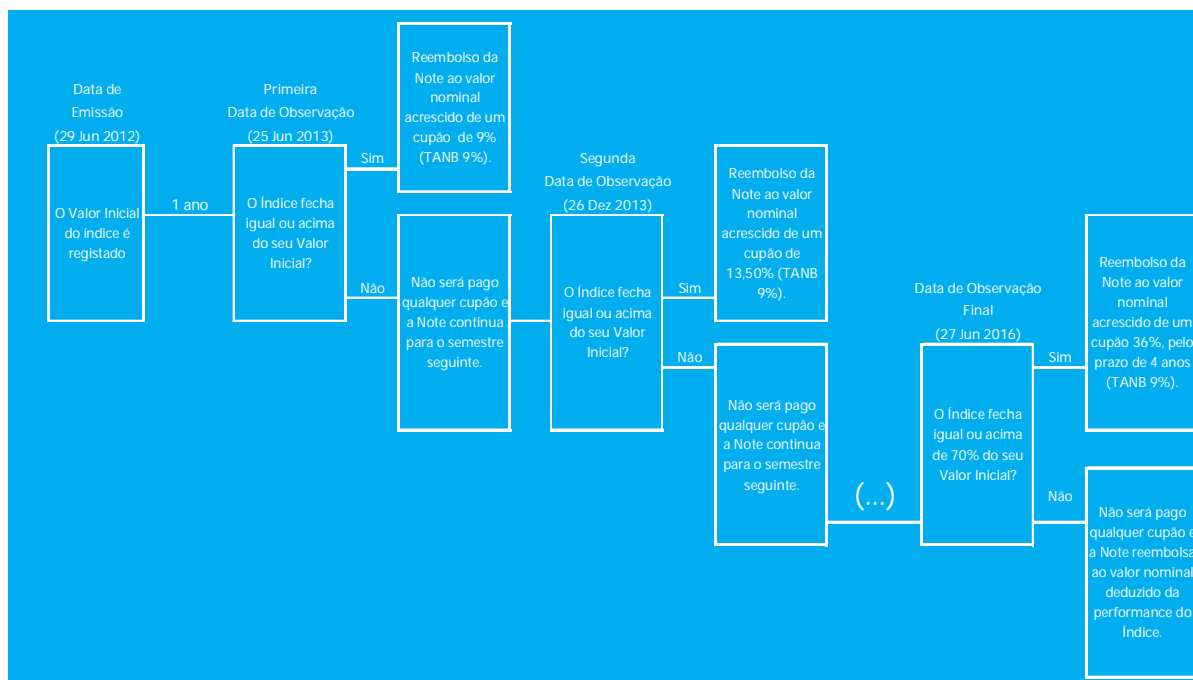 Data de
Emissão
(29 Jun 2012)
O Valor Inicial
do índice é
registado
1 ano
Primeira
Data de Observação
(25 Jun 2013)
O Índice fecha
igual ou acima
do seu Valor
Inicial?
Sim
Reembolso da
Note ao valor
nominal
acrescido de um
cupão de 9%
(TANB 9%).
Não
Não será pago
qualquer cupão e
a Note continua
para o semestre
seguinte.
Segunda
Data de Observação
(26 Dez 2013)
O Índice fecha
igual ou acima
do seu Valor
Inicial?
Sim
Reembolso da
Note ao valor
nominal
acrescido de um
cupão de
13,50% (TANB
9%).
Não
Não será pago
qualquer cupão e
a Note continua
para o semestre
seguinte.
(...)
Data de Observação
Final
(27 Jun 2016)
O Índice fecha
igual ou acima
de 70% do seu
Valor Inicial?
Sim
Reembolso da
Note ao valor
nominal
acrescido de um
cupão 36%, pelo
prazo de 4 anos
(TANB 9%).
Não
Não será pago
qualquer cupão e
a Note reembolsa
ao valor nominal
deduzido da
performance do
Índice.